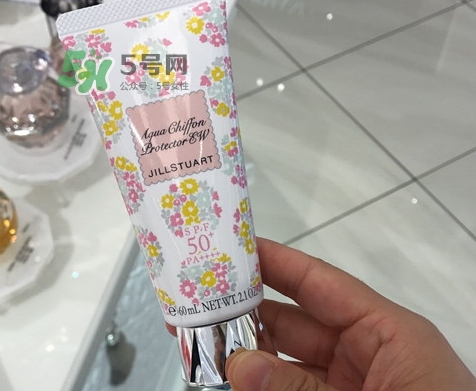 5号网
公众号：5号女性
Aqua Chiffon
Protector EW
JILLSTUART
SPF
50+
PA++++
e60mL NET WT. 2.1 OZ.